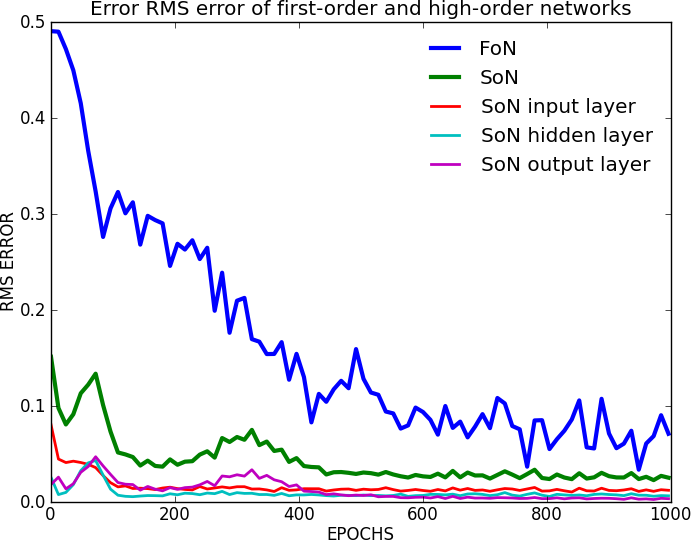 Error RMS error of first-order and high-order networks
0.5
0.4
0.3
0.2
0.1
0.0
RMS ERROR
FoN
SoN
SoN input layer
SoN hidden layer
SoN output layer
0 200 400 600 800 1000
EPOCHS